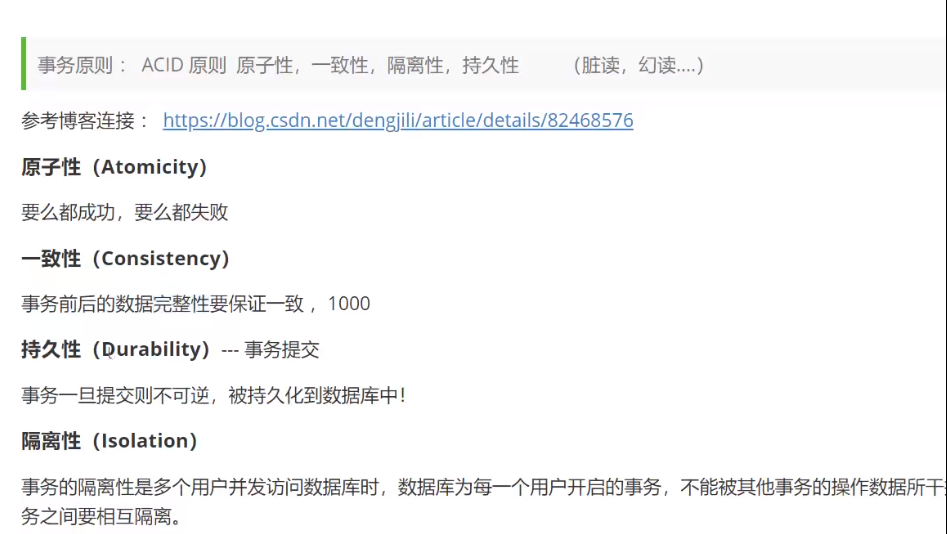 事务原则： ACID 原则 原子性，一致性，隔离性，持久性 （脏读，幻读....）
参考博客连接： https://blog.csdn.net/dengjili/article/details/82468576
原子性（Atomicity）
要么都成功，要么都失败
一致性（Consistency）
事务前后的数据完整性要保证一致 ，1000
持久性（Durability）--- 事务提交
事务一旦提交则不可逆，被持久化到数据库中！
隔离性（Isolation）
事务的隔离性是多个用户并发访问数据库时，数据库为每一个用户开启的事务，不能被其他事务的操作数据所干
务之间要相互隔离。